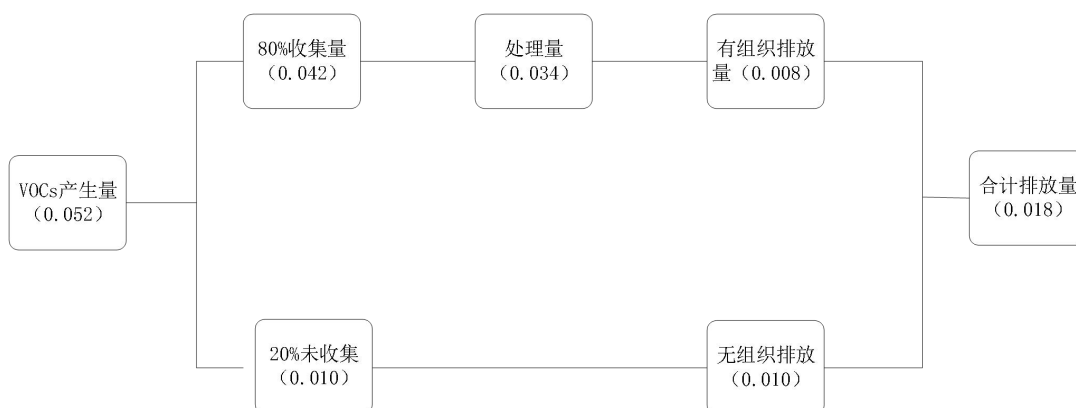 80%收集量
（0.042）
处理量
（0.034）
有组织排放
量（0.008）
VOCs产生量
（0.052）
合计排放量
（0.018）
20%未收集
（0.010）
无组织排放
（0.010）